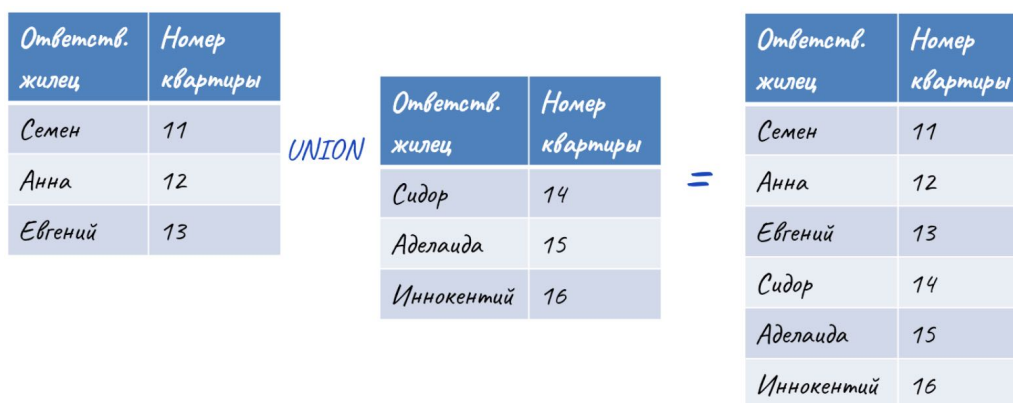 Ответств. жилец Номер квартиры
Семен 11
Анна 12
Евгений 13
UNION
Ответств. жилец Номер квартиры
Сидор 14
Аделаида 15
Иннокентий 16
=
Ответств. жилец Номер квартиры
Семен 11
Анна 12
Евгений 13
Сидор 14
Аделаида 15
Иннокентий 16